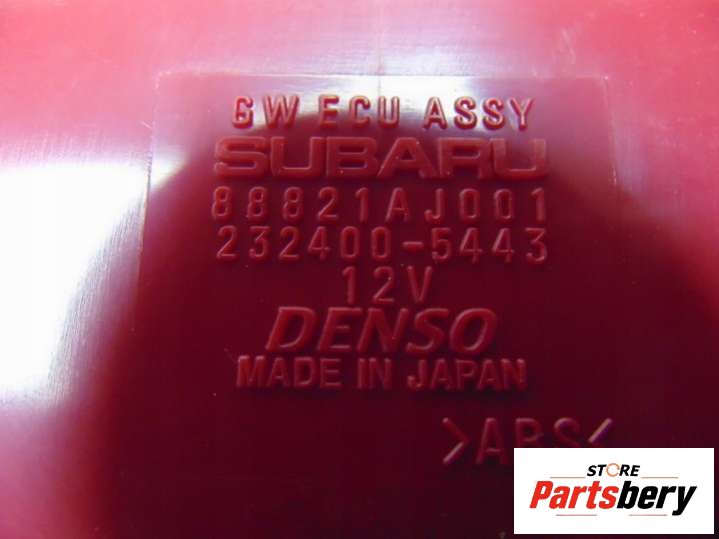 GW ECU ASSY
SUBARU
88821AJ001
232400-5443
12V
DENSO
MADE IN JAPAN
>ABS<
STORE
Partsbery